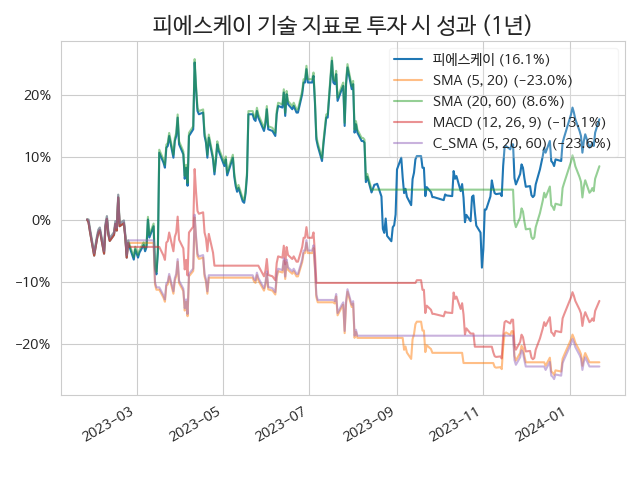 피에스케이 기술 지표로 투자 시 성과 (1년)
피에스케이 (16.1%)
SMA (5, 20) (−23.0%)
SMA (20, 60) (8.6%)
MACD (12, 26, 9) (−13.1%)
C_SMA (5, 20, 60) (−23.6%)
20%
10%
0%
−10%
−20%
2023−03
2023−05
2023−07
2023−09
2023−11
2024−01